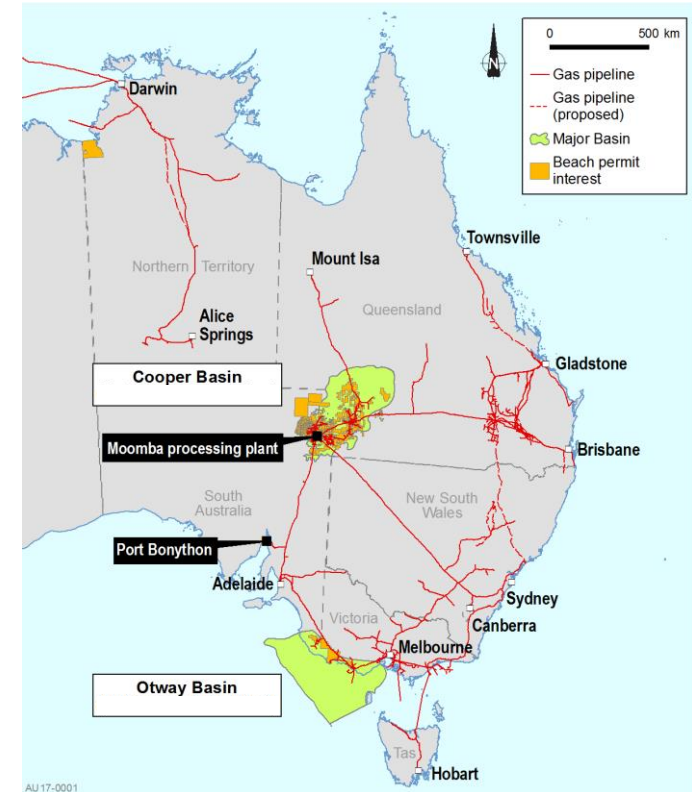 0 500 km
N
Gas pipeline
Gas pipeline
(proposed)
Major Basin
Beach permit
interest
Darwin
Townsville
Mount Isa
Northern Territory
Queensland
Alice
Springs
Gladstone
Cooper Basin
Moomba processing plant
Brisbane
South
Australia
New South
Wales
Port Bonython
Adelaide
Sydney
Canberra
Victoria
Melbourne
Otway Basin
Tas
Hobart
AU17-0001